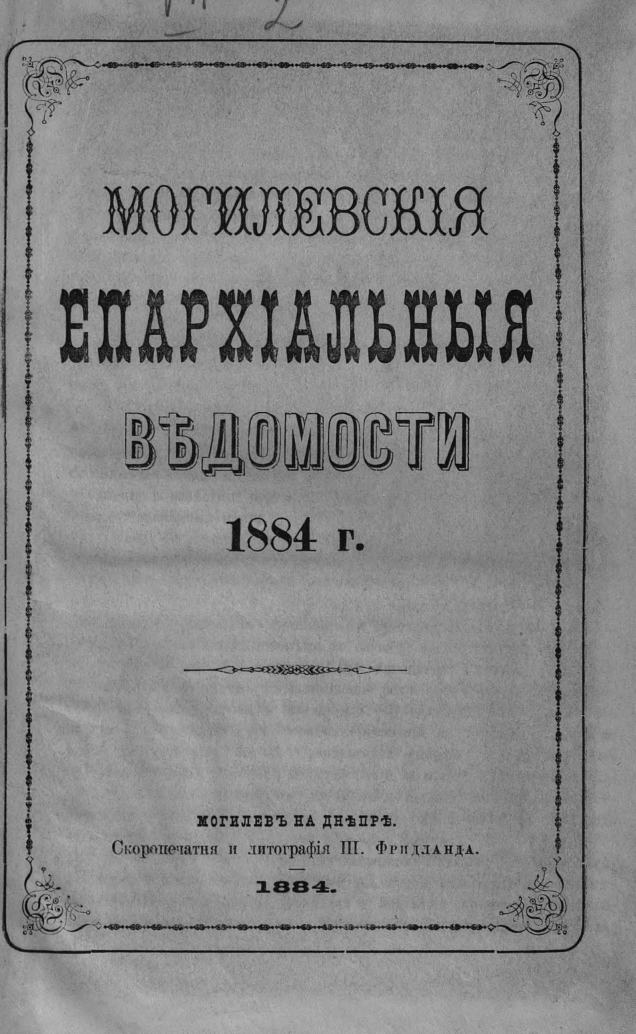 МОГИЛЕВСКІЯ
ЕПАРХІАЛЬНЫЯ
ВѢДОМОСТИ
1884 г.
МОГИЛЕВЪ НА ДНѢПРѢ.
Скоропечатня и литографія Ш. Фридланда.
1884.